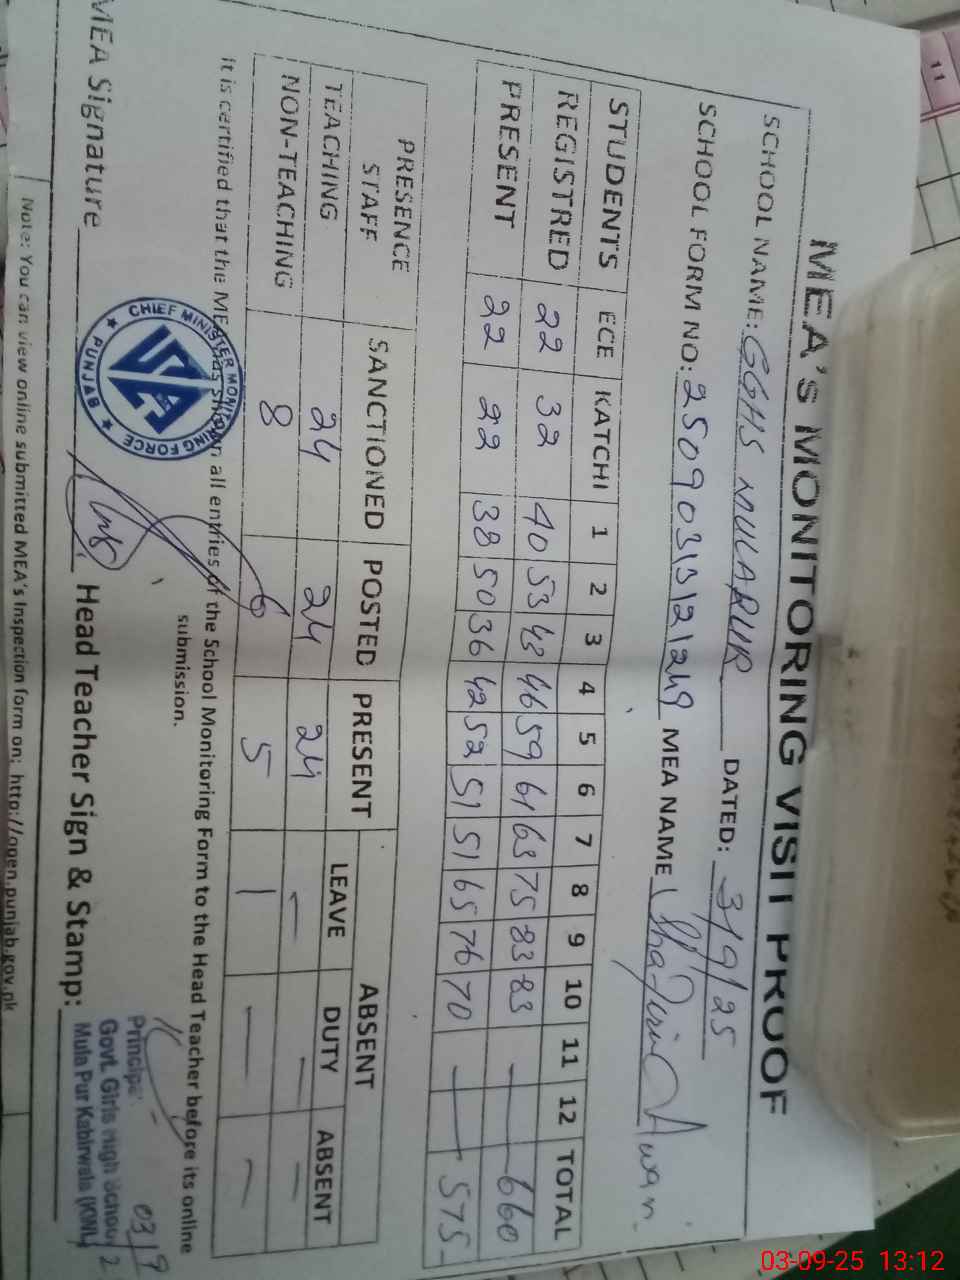 MEA's MONITORING VISIT PROOF
SCHOOL NAME: GGHS MULLAPUR DATED: 3/9/25
SCHOOL FORM NO: 25090313121249 MEA NAME Awan
STUDENTS ECE KATCHI 1 2 3 4 5 6 7 8 9 10 11 12 TOTAL
REGISTRED 22 32 40 53 43 46 59 61 63 75 83 83 — — 660
PRESENT 22 22 38 50 36 42 52 51 51 65 76 70 — — 575
PRESENCE STAFF SANCTIONED POSTED PRESENT ABSENT
LEAVE DUTY ABSENT
TEACHING 24 24 24 — — —
NON-TEACHING 8 6 5 1 — —
It is certified that the MEA has shown all entries of the School Monitoring Form to the Head Teacher before its online
submission.
CHIEF MINISTER MONITORING FORCE
PUNJAB
MEA Signature Head Teacher Sign & Stamp:
03/9
Principal
Govt. Girls High School 2
Mula Pur Kabirwala (KNL)
Note: You can view online submitted MEA's Inspection form on; http://open.punjab.gov.pk
11
03-09-25 13:12